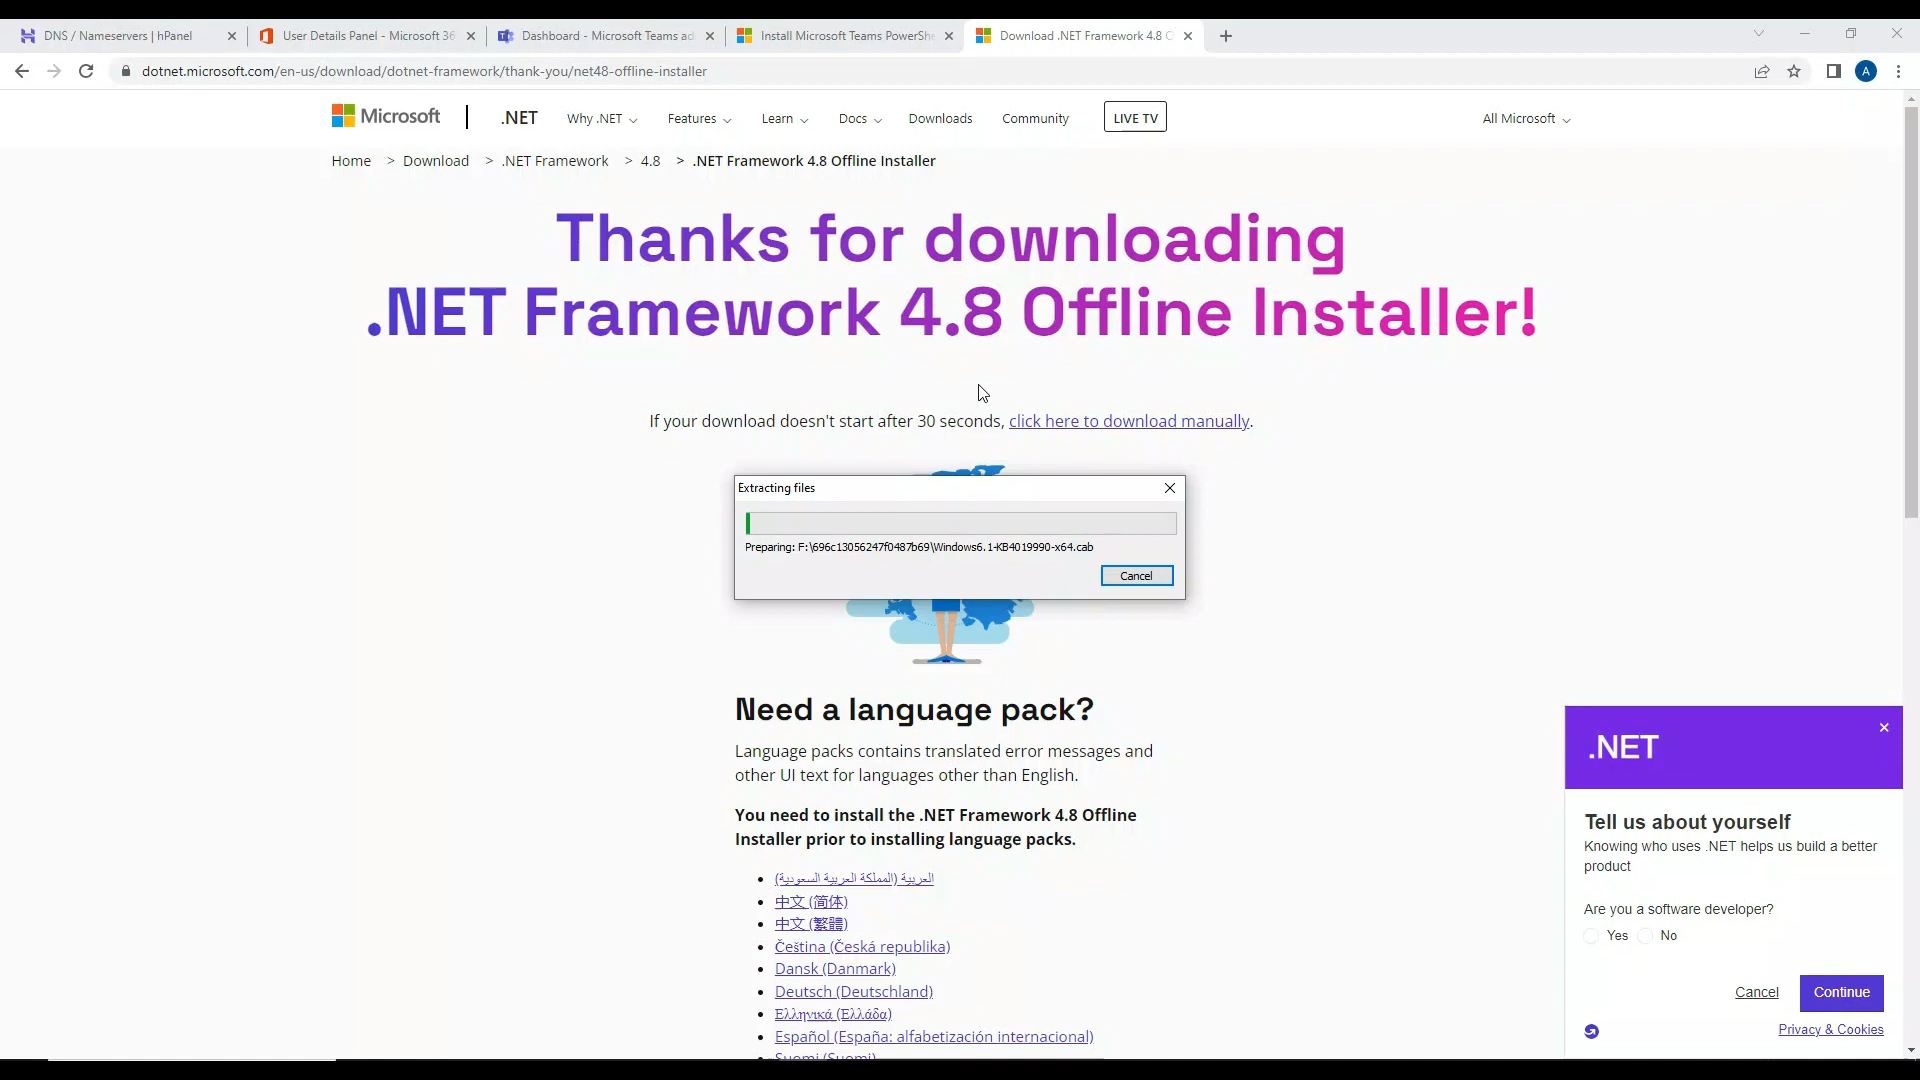 DNS / Nameservers | hPanel
User Details Panel - Microsoft 36
Dashboard - Microsoft Teams ad
Install Microsoft Teams PowerShe
Download .NET Framework 4.8 O
dotnet.microsoft.com/en-us/download/dotnet-framework/thank-you/net48-offline-installer
A
Microsoft
.NET
Why .NET
Features
Learn
Docs
Downloads
Community
LIVE TV
All Microsoft
Home > Download > .NET Framework > 4.8 > .NET Framework 4.8 Offline Installer
Thanks for downloading
.NET Framework 4.8 Offline Installer!
If your download doesn't start after 30 seconds, click here to download manually.
Extracting files
Preparing: F:\696c13056247f0487b69\Windows6.1-KB4019990-x64.cab
Cancel
Need a language pack?
Language packs contains translated error messages and
other UI text for languages other than English.
You need to install the .NET Framework 4.8 Offline
Installer prior to installing language packs.
العربية (المملكة العربية السعودية)
中文 (简体)
中文 (繁體)
Čeština (Česká republika)
Dansk (Danmark)
Deutsch (Deutschland)
Ελληνικά (Ελλάδα)
Español (España: alfabetización internacional)
Suomi (Suomi)
.NET
Tell us about yourself
Knowing who uses .NET helps us build a better
product
Are you a software developer?
Yes No
Cancel
Continue
Privacy & Cookies